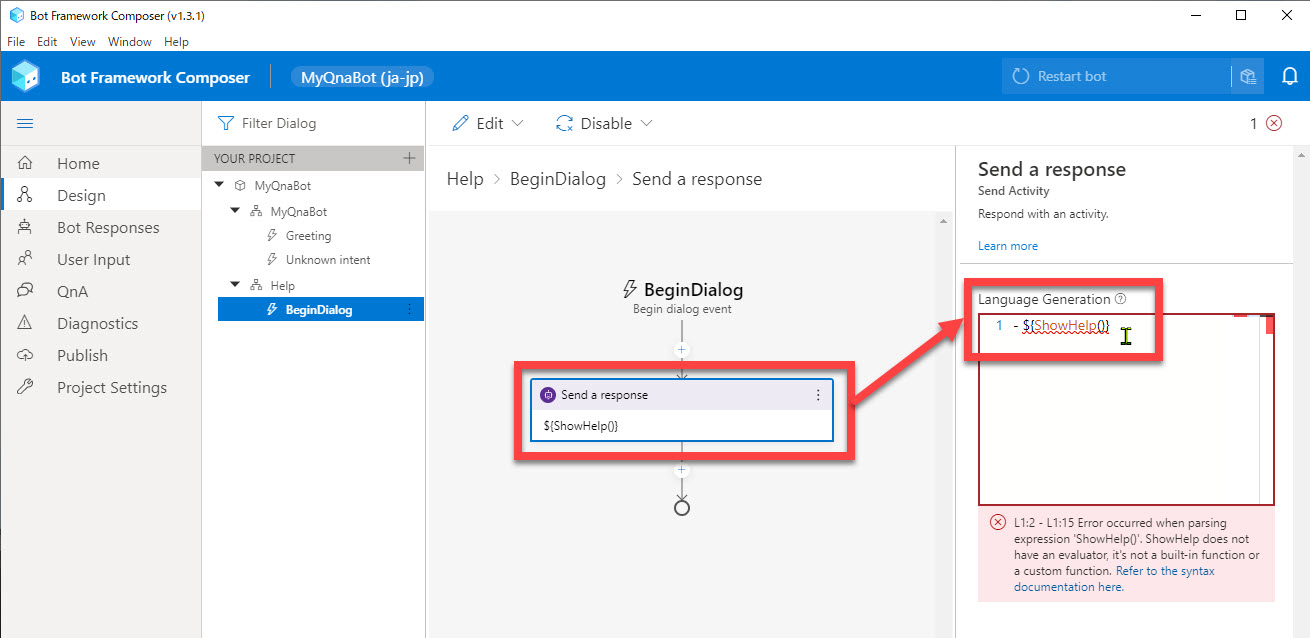 Bot Framework Composer (v1.3.1)
File Edit View Window Help
Bot Framework Composer MyQnaBot (ja-jp) Restart bot
Filter Dialog Edit Disable 1
Home
Design
Bot Responses
User Input
QnA
Diagnostics
Publish
Project Settings
YOUR PROJECT
MyQnaBot
MyQnaBot
Greeting
Unknown intent
Help
BeginDialog
Help > BeginDialog > Send a response
BeginDialog
Begin dialog event
Send a response
${ShowHelp()}
Send a response
Send Activity
Respond with an activity.
Learn more
Language Generation
1 - ${ShowHelp()}
L1:2 - L1:15 Error occurred when parsing
expression 'ShowHelp()'. ShowHelp does not
have an evaluator, it's not a built-in function or
a custom function. Refer to the syntax
documentation here.